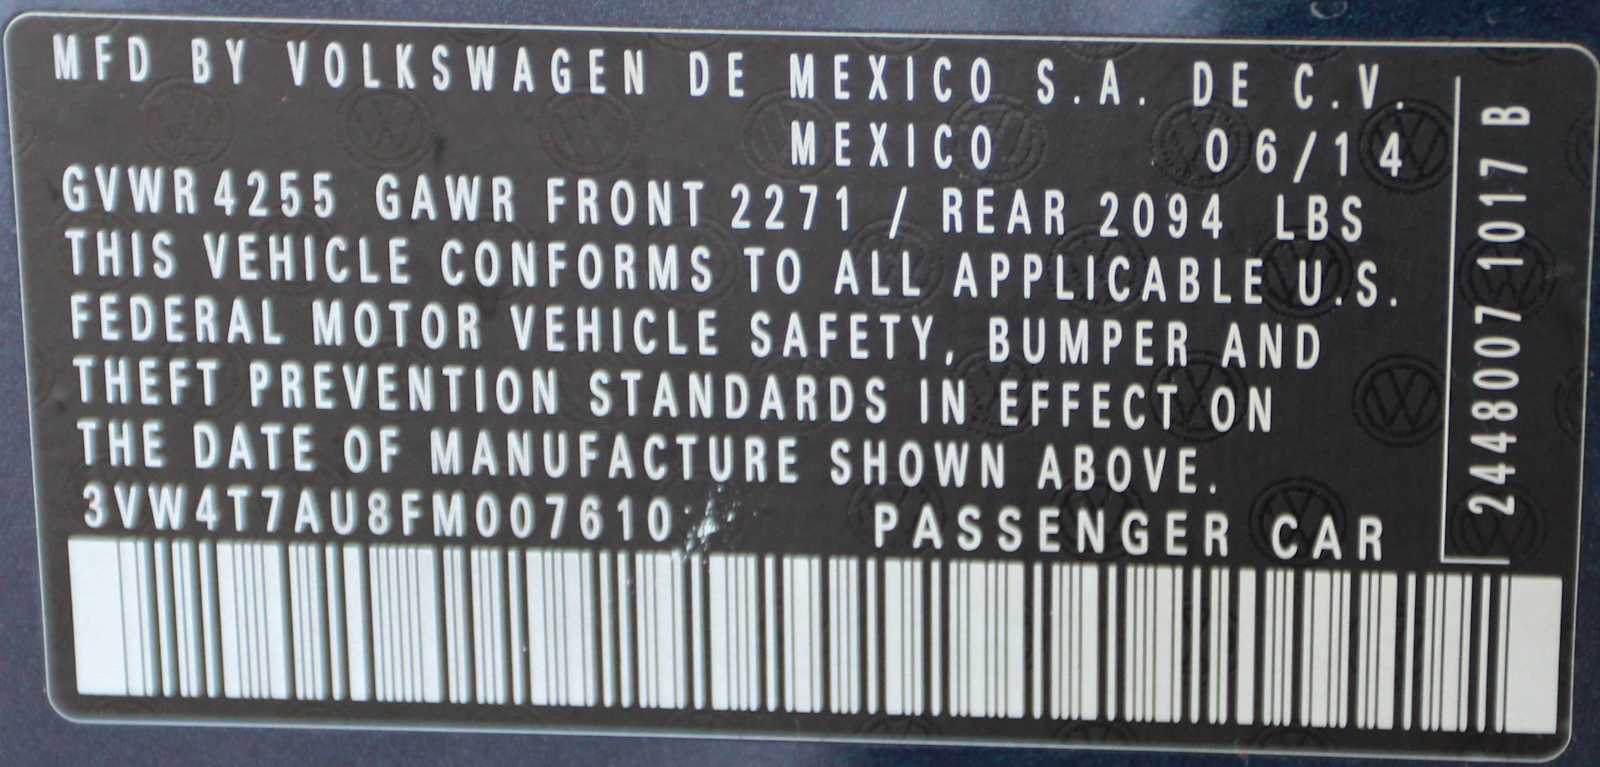 MFD BY VOLKSWAGEN DE MEXICO S.A. DE C.V.
MEXICO 06/14
GVWR 4255 GAWR FRONT 2271 / REAR 2094 LBS
THIS VEHICLE CONFORMS TO ALL APPLICABLE U.S.
FEDERAL MOTOR VEHICLE SAFETY, BUMPER AND
THEFT PREVENTION STANDARDS IN EFFECT ON
THE DATE OF MANUFACTURE SHOWN ABOVE.
3VW4T7AU8FM007610 PASSENGER CAR
2448007 1017 B